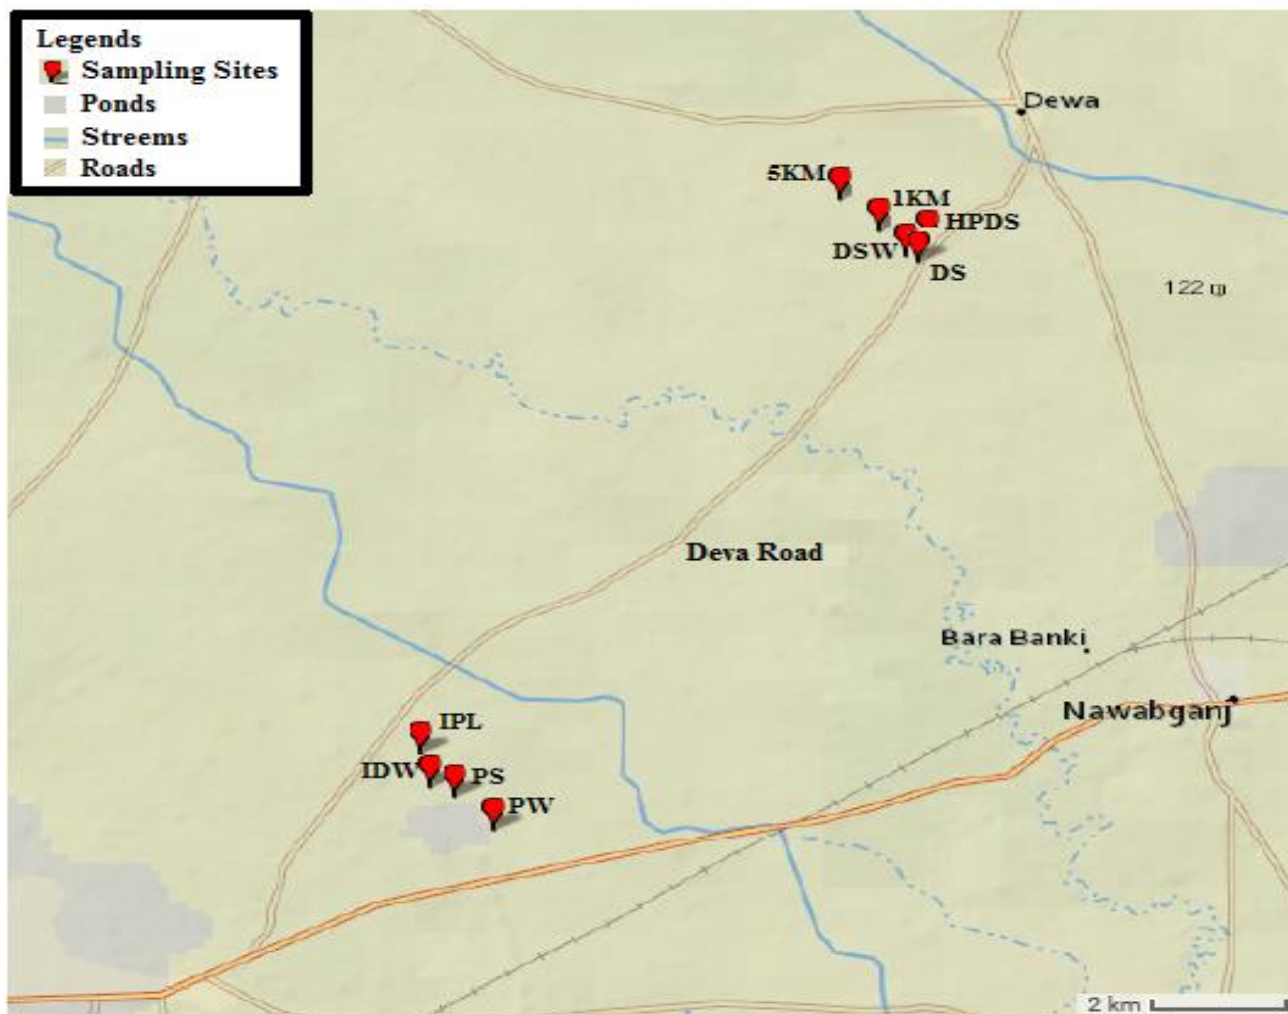 Legends
Sampling Sites
Ponds
Streems
Roads
Dewa
5KM
1KM
HPDS
DSW
DS
122 m
Deva Road
Bara Banki
Nawabganj
IPL
IDW
PS
PW
2 km